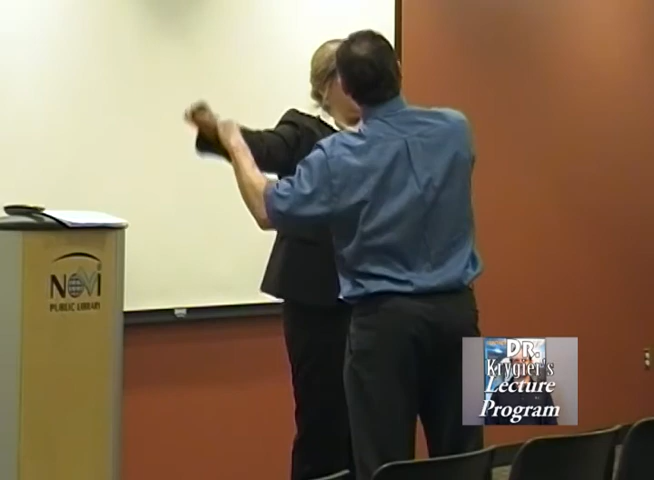 NOVI
PUBLIC LIBRARY
DR.
Krygier's
Lecture
Program